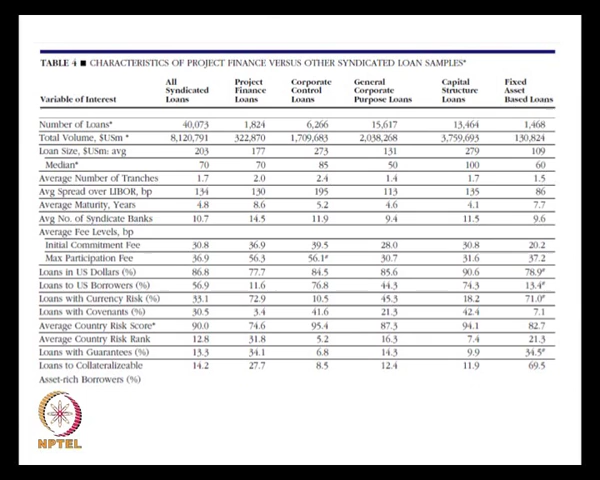 TABLE 4 ■ CHARACTERISTICS OF PROJECT FINANCE VERSUS OTHER SYNDICATED LOAN SAMPLES*
Variable of Interest All Syndicated Loans Project Finance Loans Corporate Control Loans General Corporate Purpose Loans Capital Structure Loans Fixed Asset Based Loans
Number of Loans* 40,073 1,824 6,266 15,617 13,464 1,468
Total Volume, $USm * 8,120,791 322,870 1,709,683 2,038,268 3,759,693 130,824
Loan Size, $USm: avg 203 177 273 131 279 109
Median* 70 70 85 50 100 60
Average Number of Tranches 1.7 2.0 2.4 1.4 1.7 1.5
Avg Spread over LIBOR, bp 134 130 195 113 135 86
Average Maturity, Years 4.8 8.6 5.2 4.6 4.1 7.7
Avg No. of Syndicate Banks 10.7 14.5 11.9 9.4 11.5 9.6
Average Fee Levels, bp
Initial Commitment Fee 30.8 36.9 39.5 28.0 30.8 20.2
Max Participation Fee 36.9 56.3 56.1# 30.7 31.6 37.2
Loans in US Dollars (%) 86.8 77.7 84.5 85.6 90.6 78.9#
Loans to US Borrowers (%) 56.9 11.6 76.8 44.3 74.3 13.4#
Loans with Currency Risk (%) 33.1 72.9 10.5 45.3 18.2 71.0#
Loans with Covenants (%) 30.5 3.4 41.6 21.3 42.4 7.1
Average Country Risk Score* 90.0 74.6 95.4 87.3 94.1 82.7
Average Country Risk Rank 12.8 31.8 5.2 16.3 7.4 21.3
Loans with Guarantees (%) 13.3 34.1 6.8 14.3 9.9 34.5#
Loans to Collateralizeable 14.2 27.7 8.5 12.4 11.9 69.5
Asset-rich Borrowers (%)
NPTEL